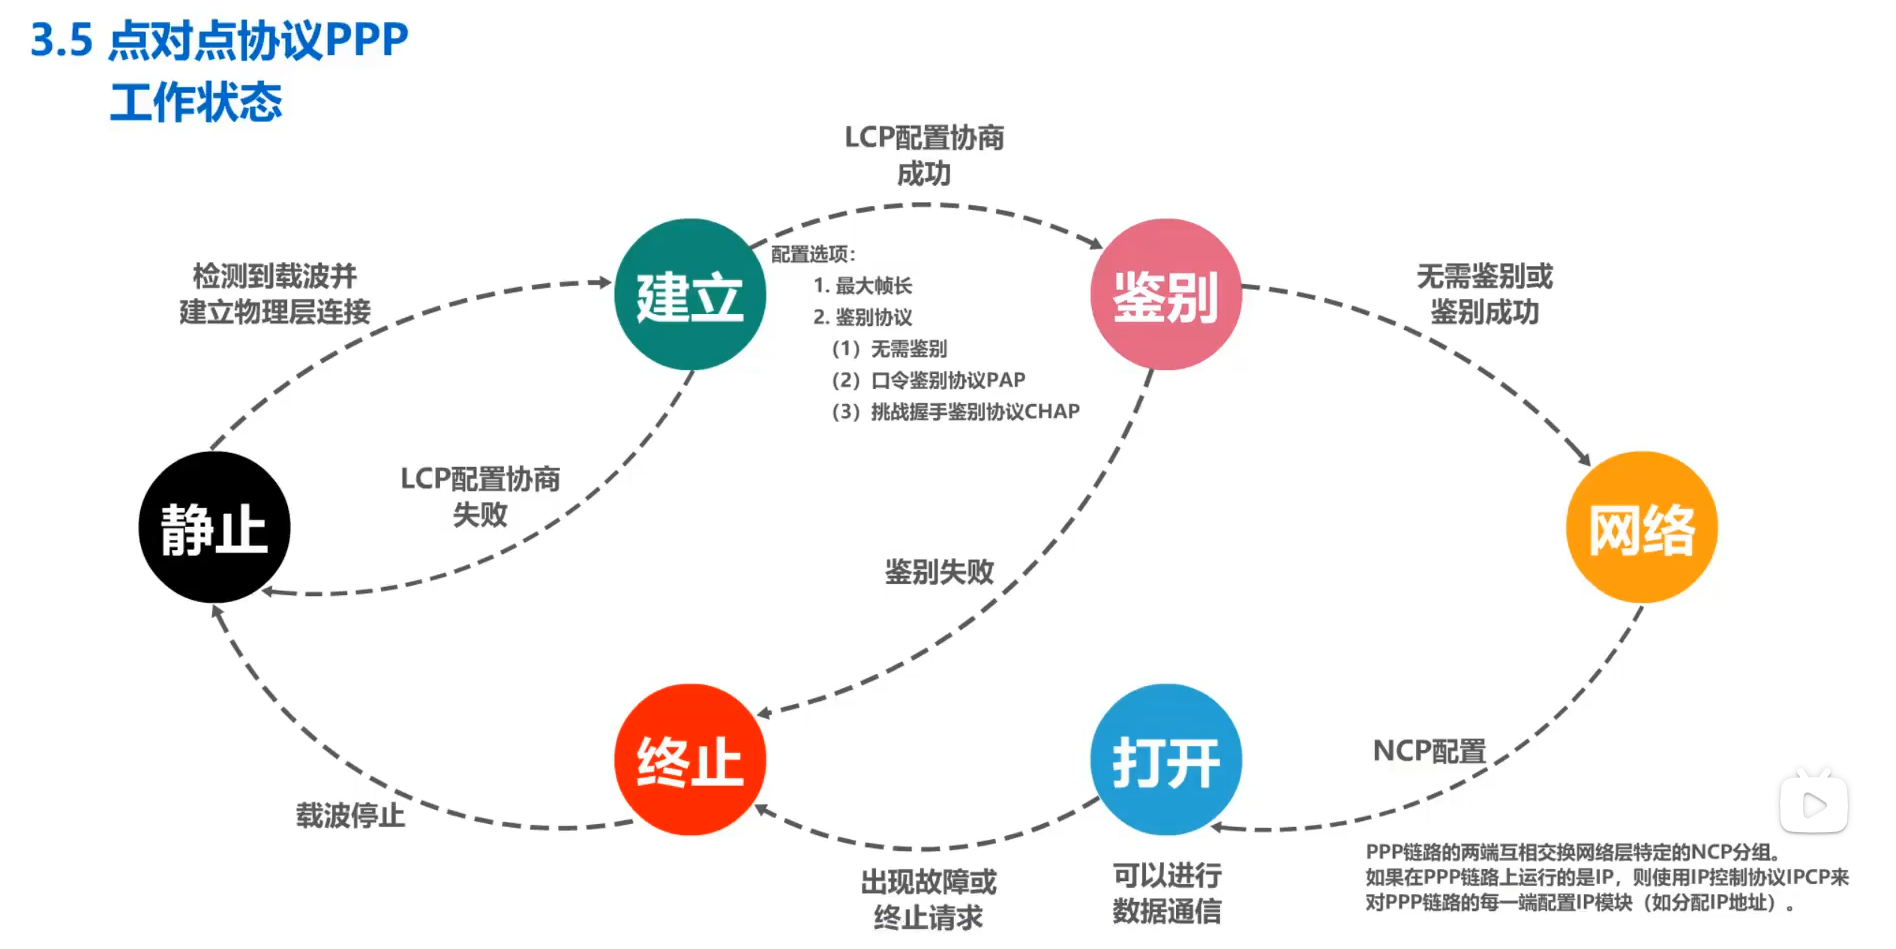 3.5 点对点协议PPP
工作状态
LCP配置协商
成功
检测到载波并
建立物理层连接
建立
配置选项：
1. 最大帧长
2. 鉴别协议
（1）无需鉴别
（2）口令鉴别协议PAP
（3）挑战握手鉴别协议CHAP
鉴别
无需鉴别或
鉴别成功
静止
LCP配置协商
失败
鉴别失败
网络
终止
打开
NCP配置
载波停止
出现故障或
终止请求
可以进行
数据通信
PPP链路的两端互相交换网络层特定的NCP分组。
如果在PPP链路上运行的是IP，则使用IP控制协议IPCP来
对PPP链路的每一端配置IP模块（如分配IP地址）。